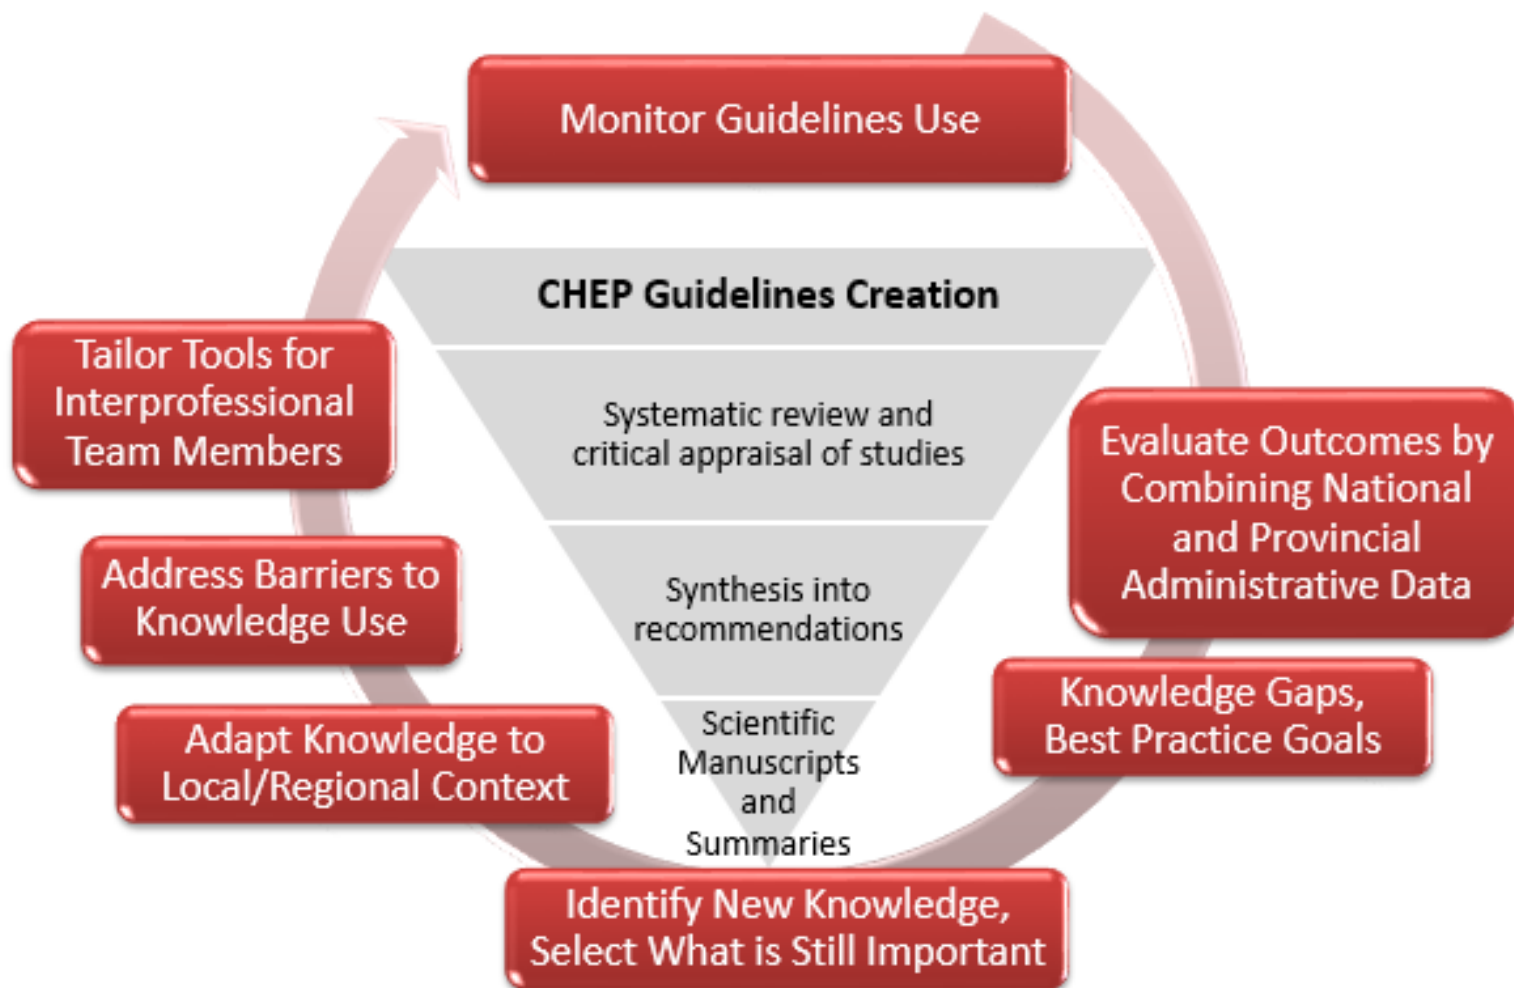 Monitor Guidelines Use
CHEP Guidelines Creation
Systematic review and
critical appraisal of studies
Synthesis into
recommendations
Scientific
Manuscripts
and
Summaries
Evaluate Outcomes by
Combining National
and Provincial
Administrative Data
Knowledge Gaps,
Best Practice Goals
Identify New Knowledge,
Select What is Still Important
Adapt Knowledge to
Local/Regional Context
Address Barriers to
Knowledge Use
Tailor Tools for
Interprofessional
Team Members